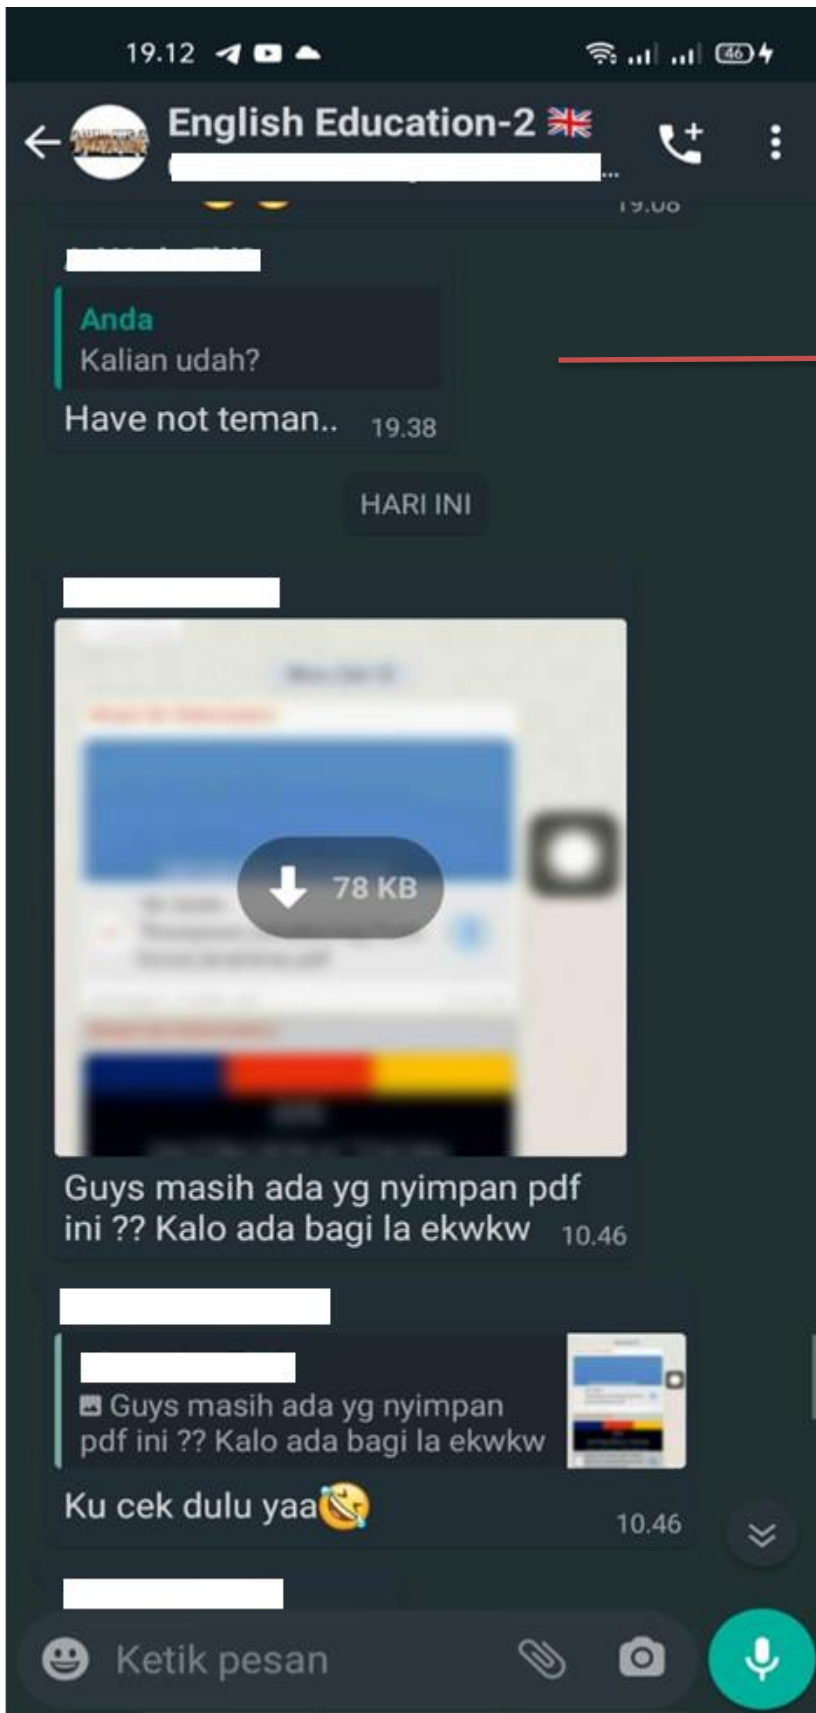 19.12
46
English Education-2
...
19.08
Anda
Kalian udah?
Have not teman..
19.38
HARI INI
78 KB
Guys masih ada yg nyimpan pdf
ini ?? Kalo ada bagi la ekwkw
10.46
Guys masih ada yg nyimpan
pdf ini ?? Kalo ada bagi la ekwkw
Ku cek dulu yaa
10.46
Ketik pesan